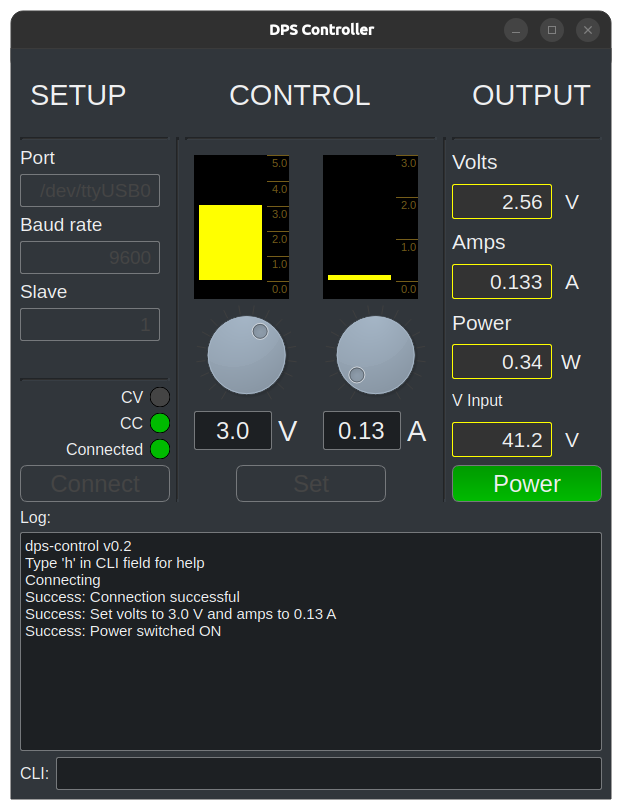 DPS Controller
SETUP
CONTROL
OUTPUT
Port
/dev/ttyUSB0
Baud rate
9600
Slave
1
CV
CC
Connected
Connect
5.0
4.0
3.0
2.0
1.0
0.0
3.0
2.0
1.0
0.0
3.0 V
0.13 A
Set
Volts
2.56 V
Amps
0.133 A
Power
0.34 W
V Input
41.2 V
Power
Log:
dps-control v0.2
Type 'h' in CLI field for help
Connecting
Success: Connection successful
Success: Set volts to 3.0 V and amps to 0.13 A
Success: Power switched ON
CLI: